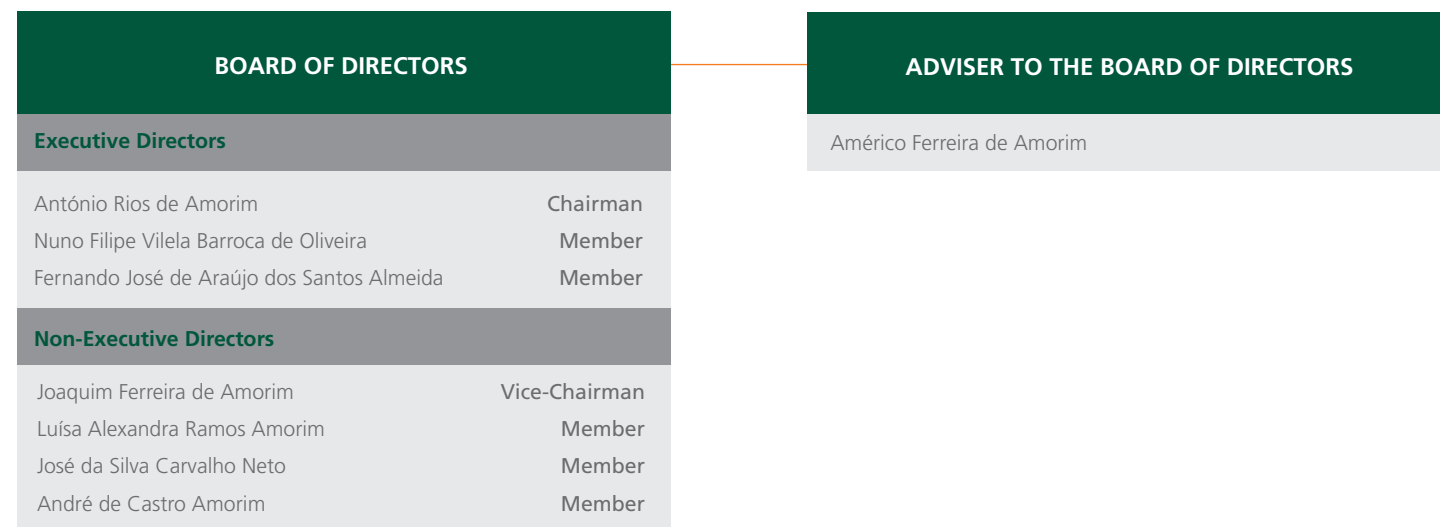 BOARD OF DIRECTORS
Executive Directors
António Rios de Amorim Chairman
Nuno Filipe Vilela Barroca de Oliveira Member
Fernando José de Araújo dos Santos Almeida Member
Non-Executive Directors
Joaquim Ferreira de Amorim Vice-Chairman
Luísa Alexandra Ramos Amorim Member
José da Silva Carvalho Neto Member
André de Castro Amorim Member
ADVISER TO THE BOARD OF DIRECTORS
Américo Ferreira de Amorim